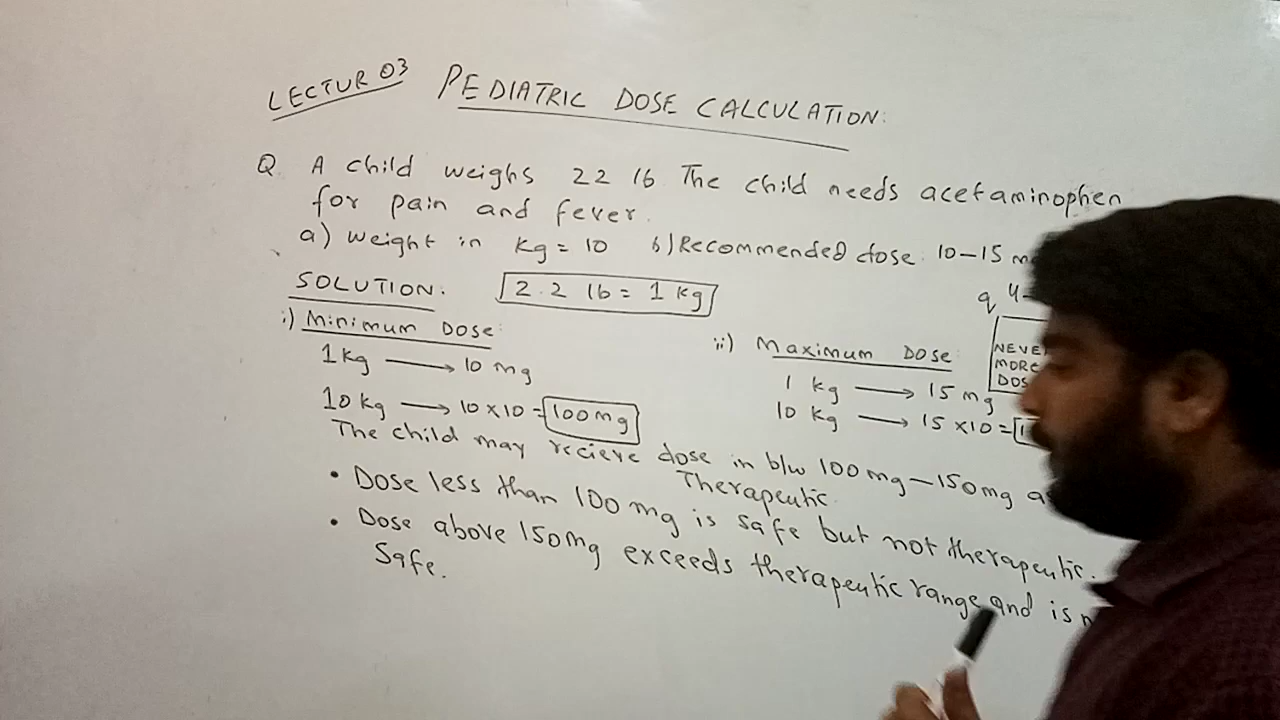 LECTUR 03 PEDIATRIC DOSE CALCULATION:
Q. A child weighs 22 lb The child needs acetaminophen
for pain and fever.
a) weight in kg = 10 b) Recommended dose: 10-15
q 4-
SOLUTION. 2.2 lb = 1 kg
NEVE
MORE
DOS
i) Minimum DOSE:
1 kg → 10 mg
10 kg → 10 x 10 = 100 mg
ii) Maximum DOSE:
1 kg → 15 mg
10 kg → 15 x 10 =
The child may recieve dose in b/w 100 mg - 150 mg
Therapeutic.
• Dose less than 100 mg is safe but not therapeutic.
• Dose above 150 mg exceeds therapeutic range and is
safe.